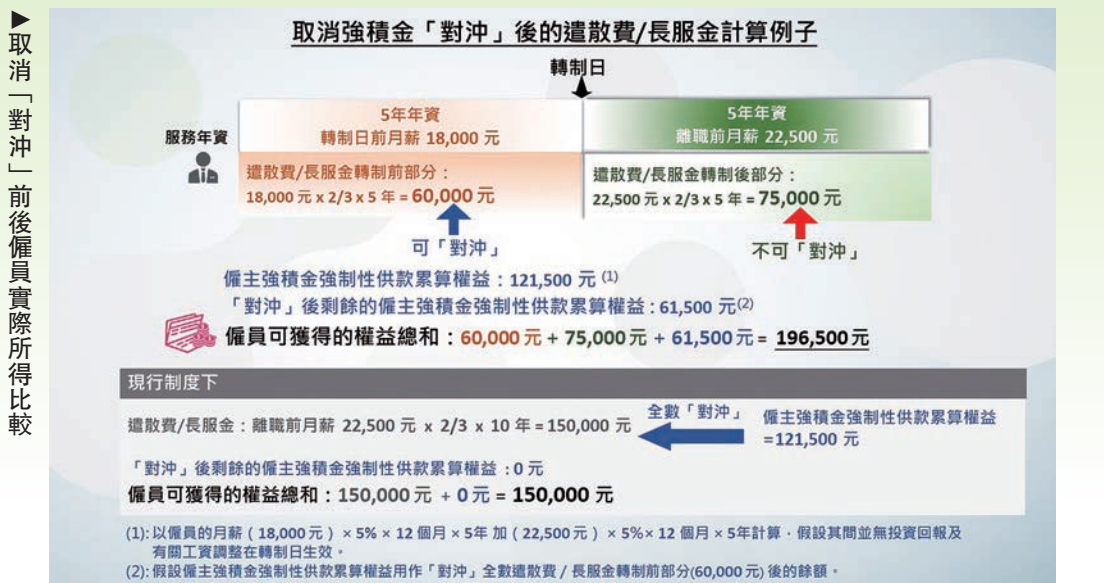 ▶取消「對沖」前後僱員實際所得比較
取消強積金「對沖」後的遣散費/長服金計算例子
轉制日
服務年資
5年年資
轉制日前月薪 18,000 元
5年年資
離職前月薪 22,500 元
遣散費/長服金轉制前部分：
18,000 元 x 2/3 x 5 年 = 60,000 元
遣散費/長服金轉制後部分：
22,500 元 x 2/3 x 5 年 = 75,000 元
可「對沖」
不可「對沖」
僱主強積金強制性供款累算權益：121,500 元 (1)
「對沖」後剩餘的僱主強積金強制性供款累算權益：61,500 元(2)
僱員可獲得的權益總和：60,000 元 + 75,000 元 + 61,500 元 = 196,500 元
現行制度下
遣散費/長服金：離職前月薪 22,500 元 x 2/3 x 10 年 = 150,000 元
全數「對沖」
僱主強積金強制性供款累算權益
=121,500 元
「對沖」後剩餘的僱主強積金強制性供款累算權益：0 元
僱員可獲得的權益總和：150,000 元 + 0 元 = 150,000 元
(1): 以僱員的月薪（18,000 元）× 5% × 12 個月 × 5年 加（22,500 元）× 5% × 12 個月 × 5年計算，假設其間並無投資回報及
有關工資調整在轉制日生效。
(2): 假設僱主強積金強制性供款累算權益用作「對沖」全數遣散費 / 長服金轉制前部分(60,000 元) 後的餘額。